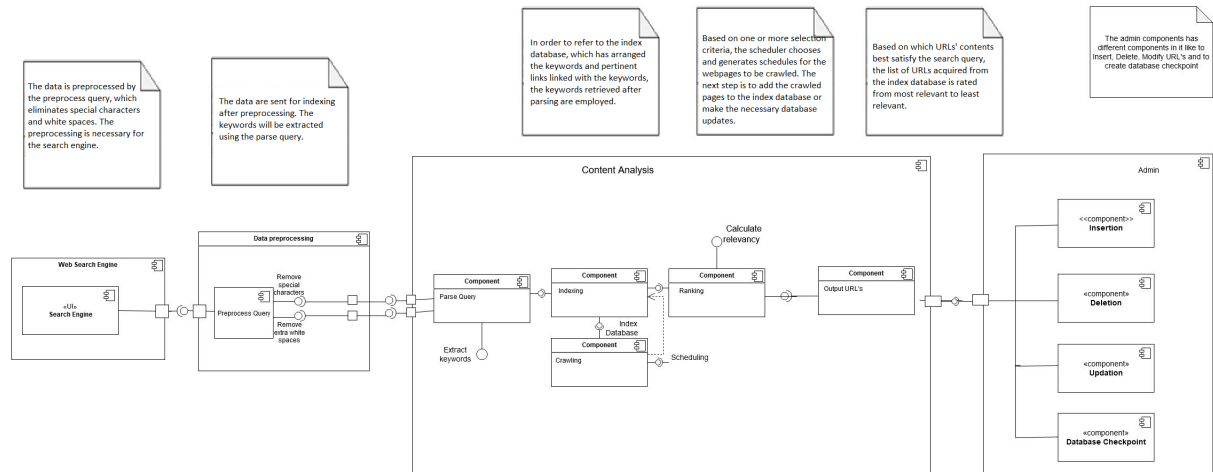 The data is preprocessed by
the preprocess query, which
eliminates special characters
and white spaces. The
preprocessing is necessary for
the search engine.
The data are sent for indexing
after preprocessing. The
keywords will be extracted
using the parse query.
In order to refer to the index
database, which has arranged
the keywords and pertinent
links linked with the keywords,
the keywords retrieved after
parsing are employed.
Based on one or more selection
criteria, the scheduler chooses
and generates schedules for the
webpages to be crawled. The
next step is to add the crawled
pages to the index database or
make the necessary database
updates.
Based on which URLs' contents
best satisfy the search query,
the list of URLs acquired from
the index database is rated
from most relevant to least
relevant.
The admin components has
different components in it like to
Insert, Delete, Modify URL's and to
create database checkpoint
Web Search Engine
«UI»
Search Engine
Data preprocessing
Remove
special
characters
Preprocess Query
Remove
extra white
spaces
Content Analysis
Component
Parse Query
Extract
keywords
Component
Indexing
Index
Database
Component
Crawling
Scheduling
Calculate
relevancy
Component
Ranking
Component
Output URL's
Admin
<<component>>
Insertion
«component»
Deletion
«component»
Updation
«component»
Database Checkpoint